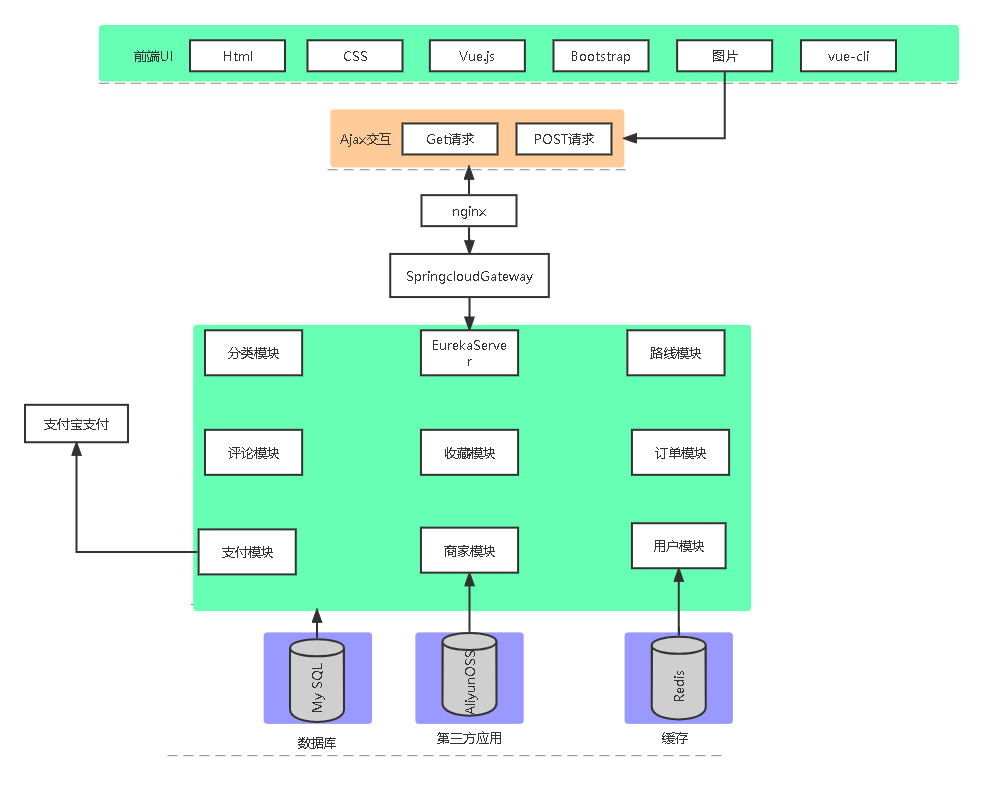 前端UI
Html
CSS
Vue.js
Bootstrap
图片
vue-cli
Ajax交互
Get请求
POST请求
nginx
SpringcloudGateway
分类模块
EurekaServe
r
路线模块
支付宝支付
评论模块
收藏模块
订单模块
支付模块
商家模块
用户模块
My SQL
AliyunOSS
Redis
数据库
第三方应用
缓存